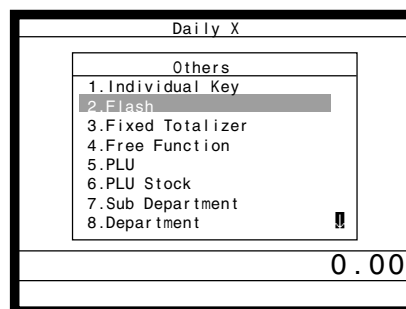 Daily X
Others
1.Individual Key
2.Flash
3.Fixed Totalizer
4.Free Function
5.PLU
6.PLU Stock
7.Sub Department
8.Department
0.00